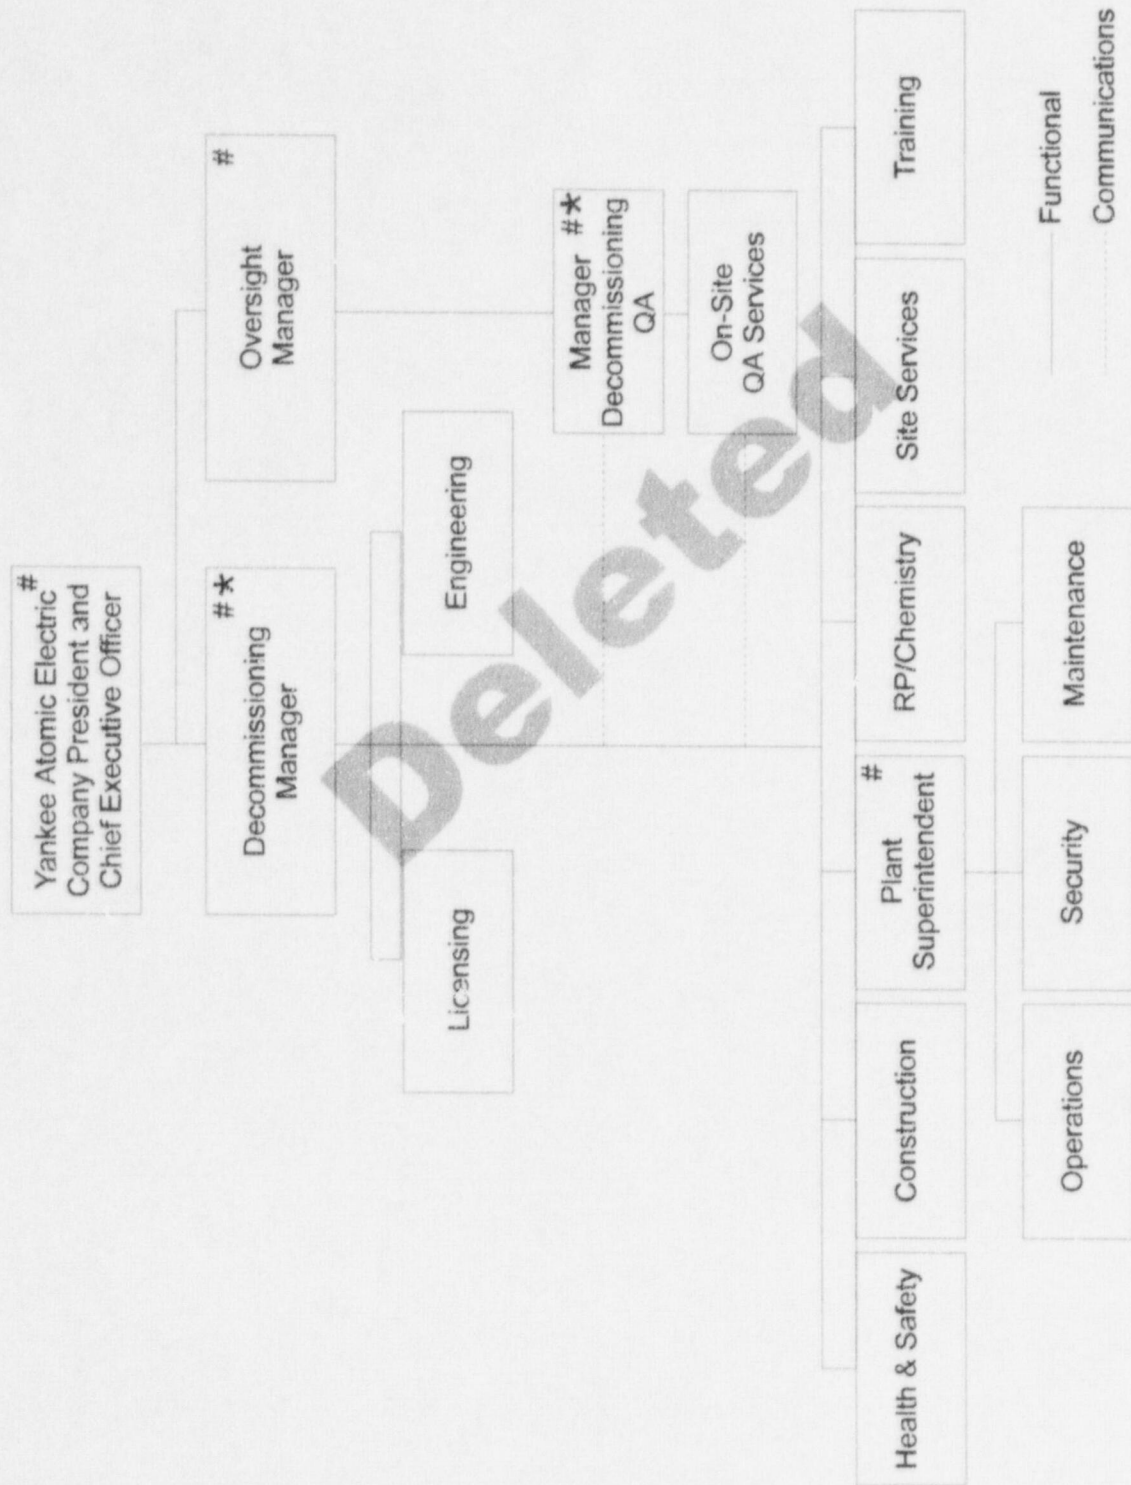 Yankee Atomic Electric #
Company President and
Chief Executive Officer
Decommissioning # *
Manager
Oversight #
Manager
Licensing
Engineering
Manager # *
Decommissioning
QA
On-Site
QA Services
Health & Safety
Construction
Plant #
Superintendent
RP/Chemistry
Site Services
Training
Operations
Security
Maintenance
Functional
Communications
Deleted